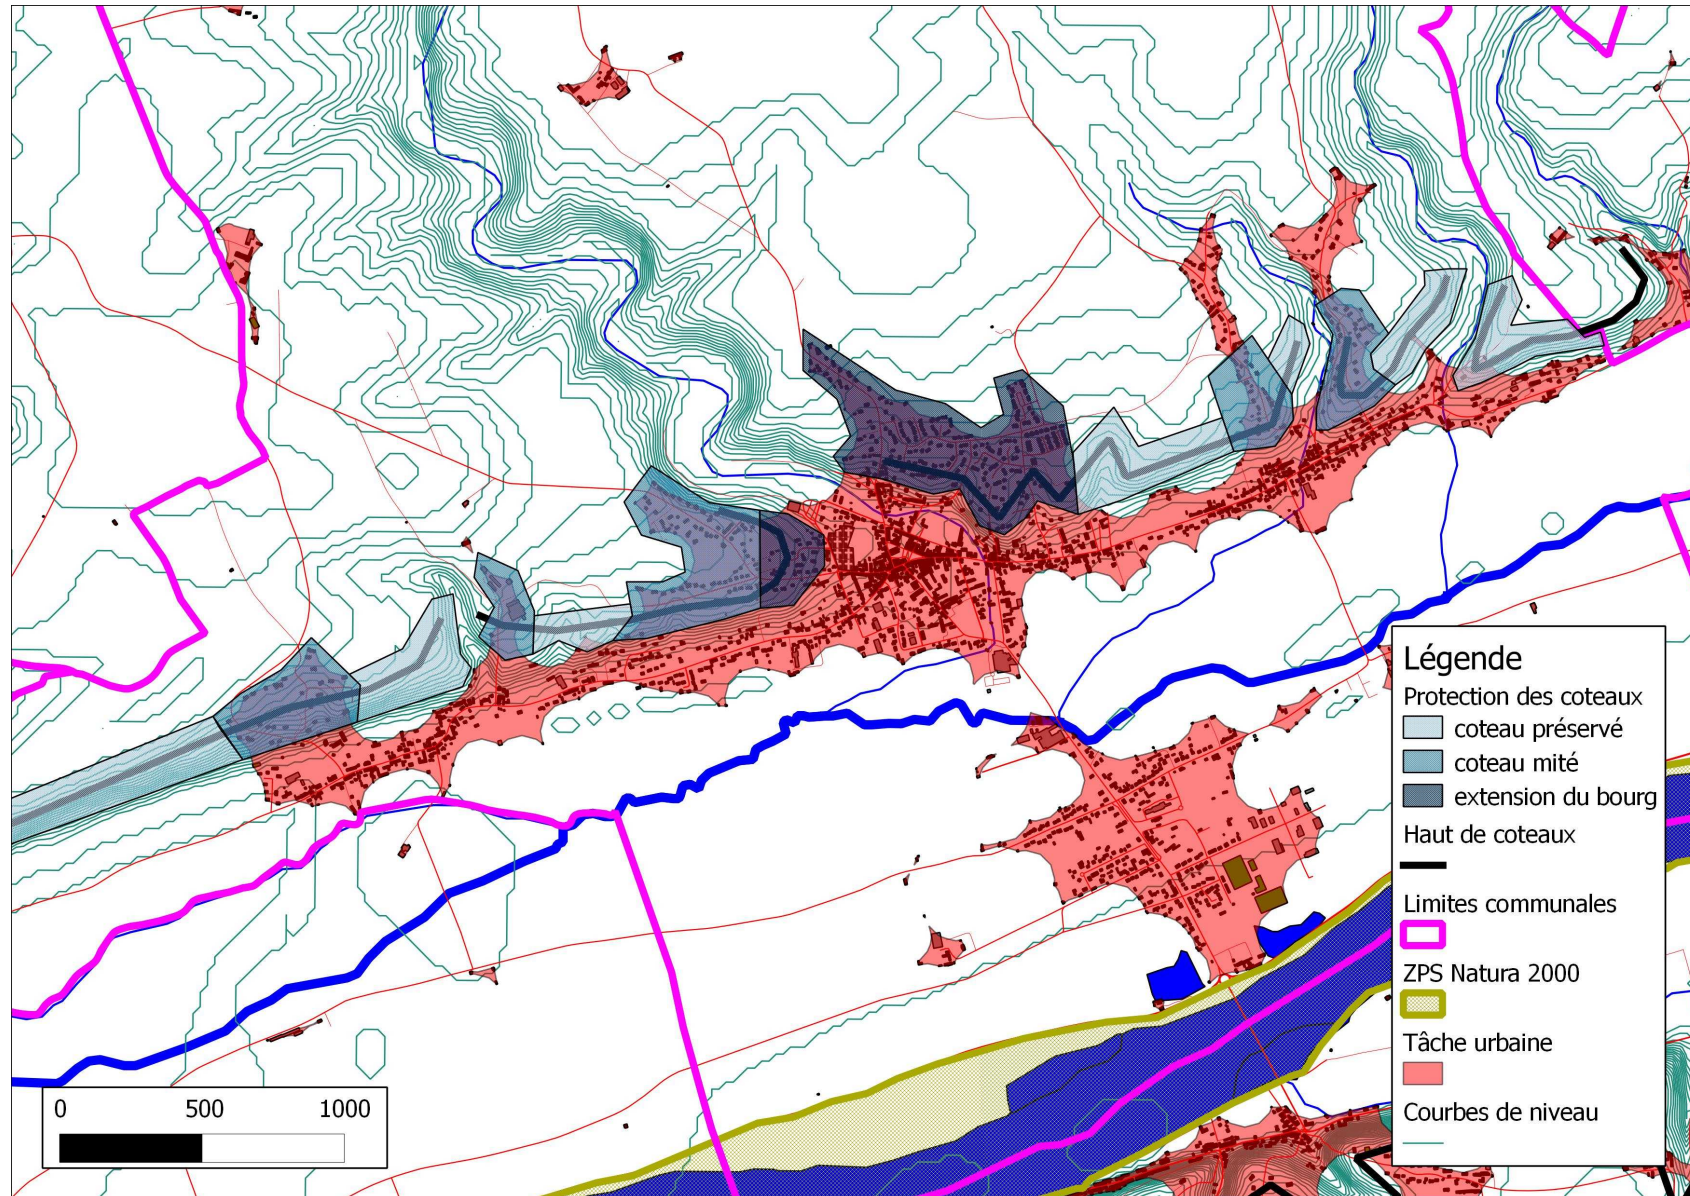 Légende
Protection des coteaux
coteau préservé
coteau mité
extension du bourg
Haut de coteaux
Limites communales
ZPS Natura 2000
Tâche urbaine
Courbes de niveau
0 500 1000